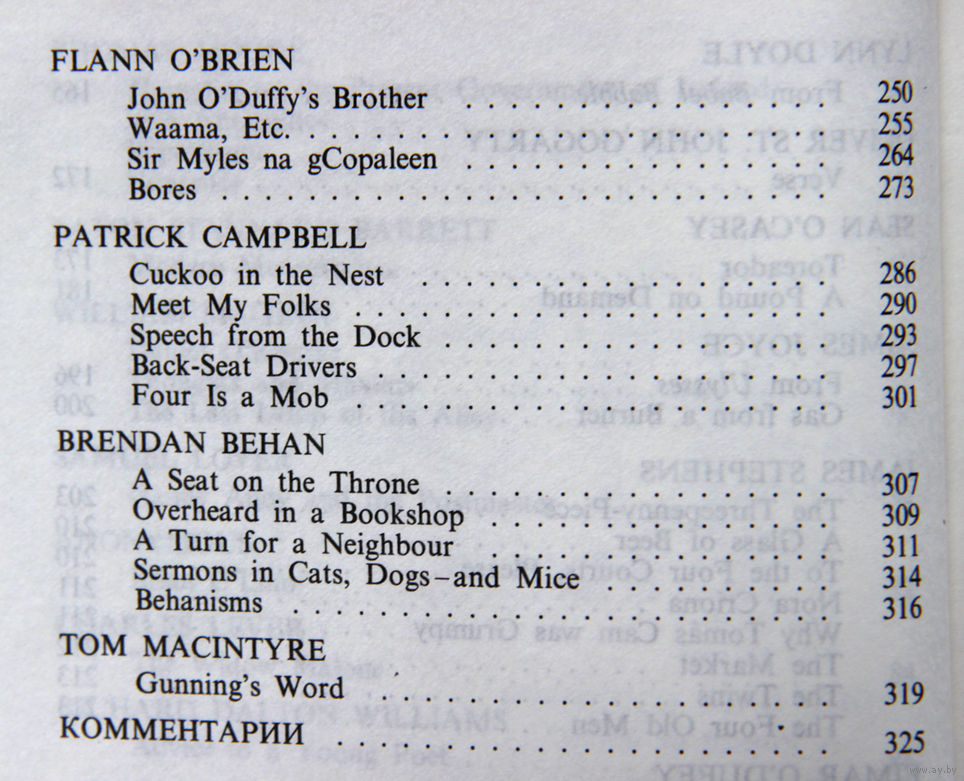 FLANN O'BRIEN
John O'Duffy's Brother . . . . . . . . . . . . . . 250
Waama, Etc. . . . . . . . . . . . . . . . . . . 255
Sir Myles na gCopaleen . . . . . . . . . . . . . 264
Bores . . . . . . . . . . . . . . . . . . . . . 273
PATRICK CAMPBELL
Cuckoo in the Nest . . . . . . . . . . . . . . . 286
Meet My Folks . . . . . . . . . . . . . . . . . 290
Speech from the Dock . . . . . . . . . . . . . . 293
Back-Seat Drivers . . . . . . . . . . . . . . . 297
Four Is a Mob . . . . . . . . . . . . . . . . . 301
BRENDAN BEHAN
A Seat on the Throne . . . . . . . . . . . . . . 307
Overheard in a Bookshop . . . . . . . . . . . . 309
A Turn for a Neighbour . . . . . . . . . . . . . 311
Sermons in Cats, Dogs – and Mice . . . . . . . . 314
Behanisms . . . . . . . . . . . . . . . . . . . 316
TOM MACINTYRE
Gunning's Word . . . . . . . . . . . . . . . . 319
КОММЕНТАРИИ . . . . . . . . . . . . . . . . . 325
www.ay.by